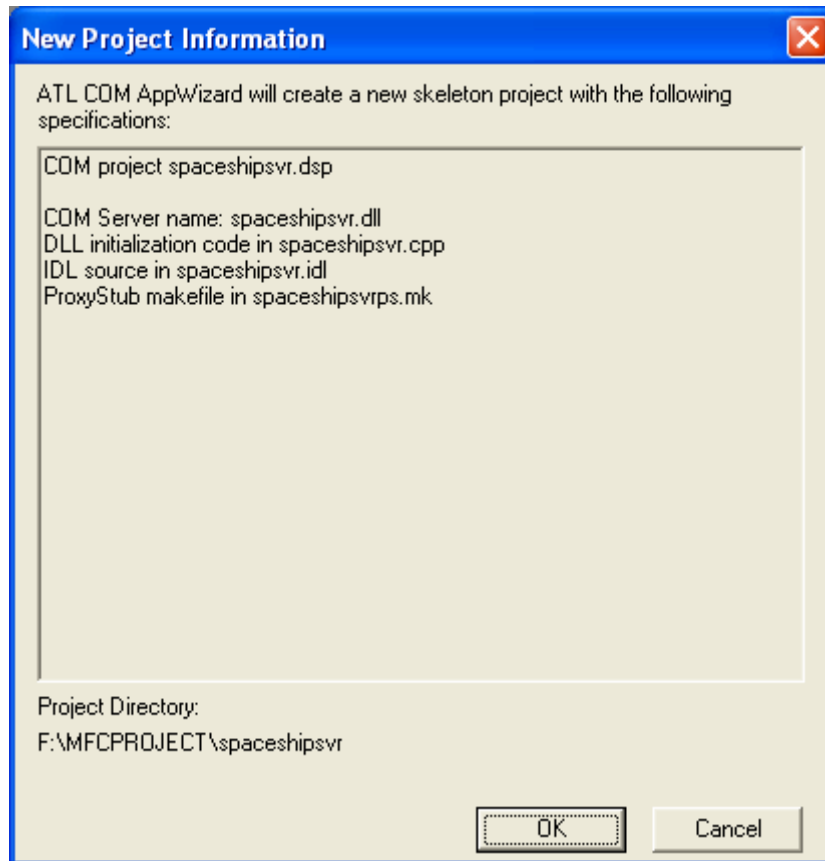 New Project Information
ATL COM AppWizard will create a new skeleton project with the following
specifications:
COM project spaceshipsvr.dsp
COM Server name: spaceshipsvr.dll
DLL initialization code in spaceshipsvr.cpp
IDL source in spaceshipsvr.idl
ProxyStub makefile in spaceshipsvrps.mk
Project Directory:
F:\MFCPROJECT\spaceshipsvr
OK
Cancel